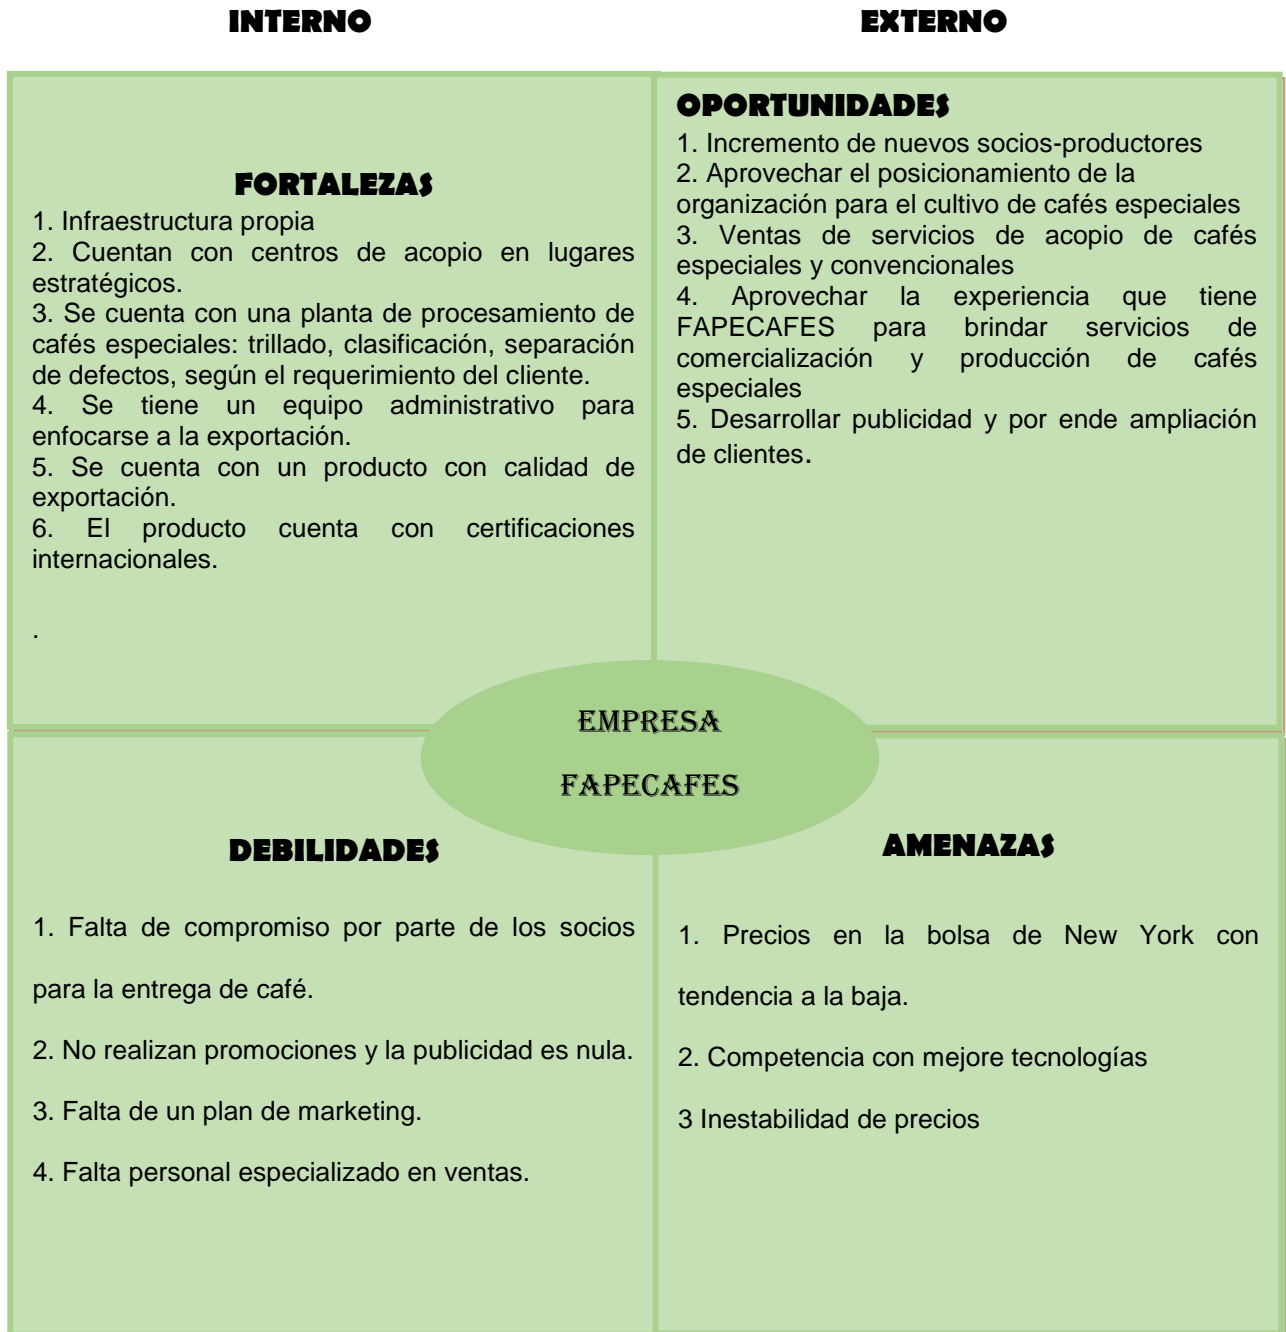 INTERNO
EXTERNO
FORTALEZAS
1. Infraestructura propia
2. Cuentan con centros de acopio en lugares
estratégicos.
3. Se cuenta con una planta de procesamiento de
cafés especiales: trillado, clasificación, separación
de defectos, según el requerimiento del cliente.
4. Se tiene un equipo administrativo para
enfocarse a la exportación.
5. Se cuenta con un producto con calidad de
exportación.
6. El producto cuenta con certificaciones
internacionales.
.
OPORTUNIDADES
1. Incremento de nuevos socios-productores
2. Aprovechar el posicionamiento de la
organización para el cultivo de cafés especiales
3. Ventas de servicios de acopio de cafés
especiales y convencionales
4. Aprovechar la experiencia que tiene
FAPECAFES para brindar servicios de
comercialización y producción de cafés
especiales
5. Desarrollar publicidad y por ende ampliación
de clientes.
EMPRESA
FAPECAFES
DEBILIDADES
1. Falta de compromiso por parte de los socios
para la entrega de café.
2. No realizan promociones y la publicidad es nula.
3. Falta de un plan de marketing.
4. Falta personal especializado en ventas.
AMENAZAS
1. Precios en la bolsa de New York con
tendencia a la baja.
2. Competencia con mejore tecnologías
3 Inestabilidad de precios